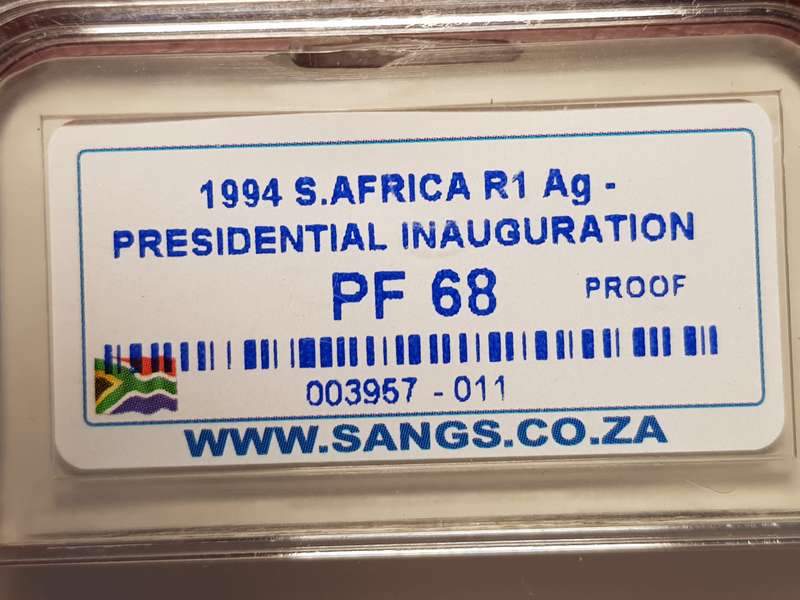 1994 S.AFRICA R1 Ag -
PRESIDENTIAL INAUGURATION
PF 68 PROOF
003957 - 011
WWW.SANGS.CO.ZA